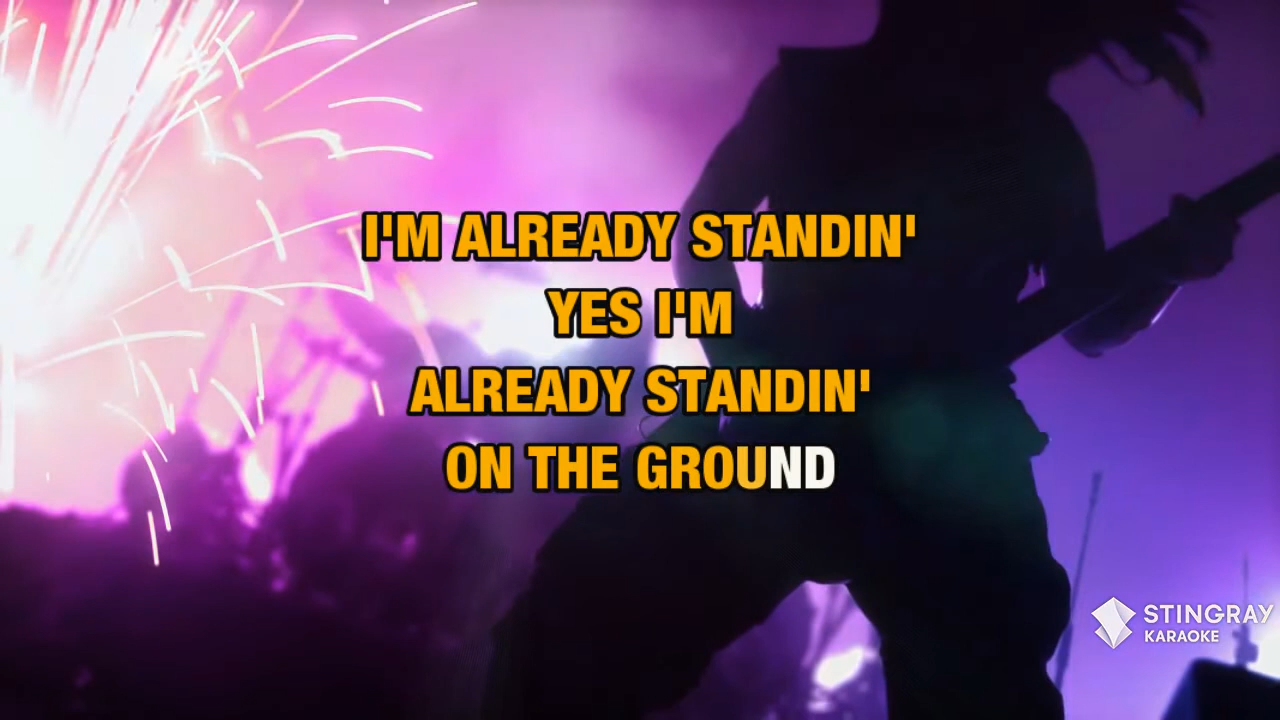 I'M ALREADY STANDIN'
YES I'M
ALREADY STANDIN'
ON THE GROUND
STINGRAY
KARAOKE